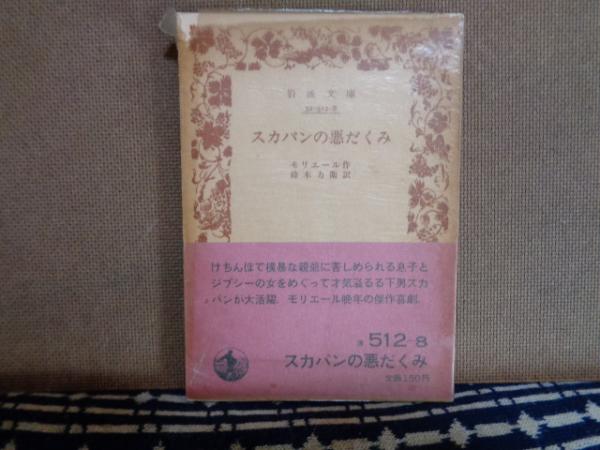 岩波文庫
32-512-8
スカパンの悪だくみ
モリエール作
鈴木力衛訳
けちんぼで横暴な親爺に苦しめられる息子と
ジプシーの女をめぐって才気溢るる下男スカ
パンが大活躍。モリエール晩年の傑作喜劇。
赤 512-8
スカパンの悪だくみ
定価150円